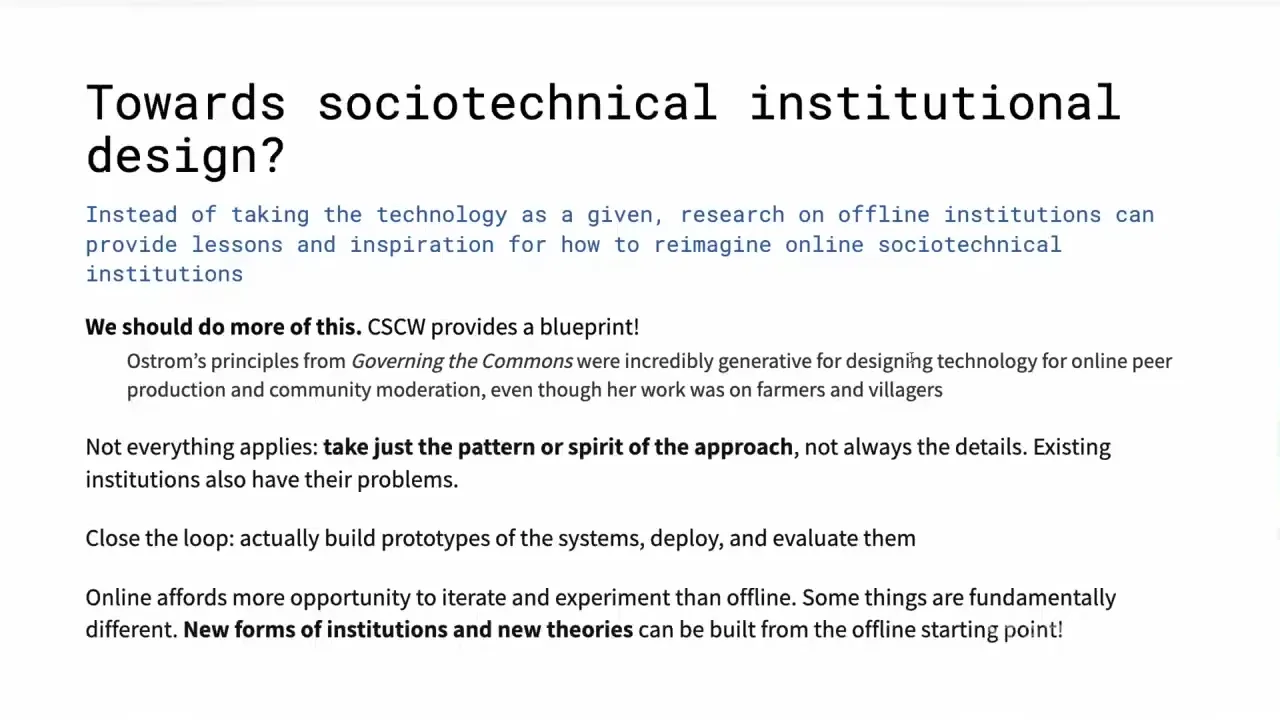 Towards sociotechnical institutional
design?
Instead of taking the technology as a given, research on offline institutions can
provide lessons and inspiration for how to reimagine online sociotechnical
institutions
We should do more of this. CSCW provides a blueprint!
Ostrom's principles from Governing the Commons were incredibly generative for designing technology for online peer
production and community moderation, even though her work was on farmers and villagers
Not everything applies: take just the pattern or spirit of the approach, not always the details. Existing
institutions also have their problems.
Close the loop: actually build prototypes of the systems, deploy, and evaluate them
Online affords more opportunity to iterate and experiment than offline. Some things are fundamentally
different. New forms of institutions and new theories can be built from the offline starting point!